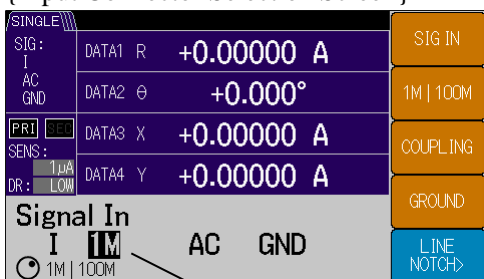 SINGLE
SIG:
I
AC
GND
PRI SEC
SENS:
1μA
DR: LOW
DATA1 R +0.00000 A
DATA2 θ +0.000°
DATA3 X +0.00000 A
DATA4 Y +0.00000 A
SIG IN
1M|100M
COUPLING
GROUND
LINE
NOTCH>
Signal In
I 1M AC GND
1M|100M